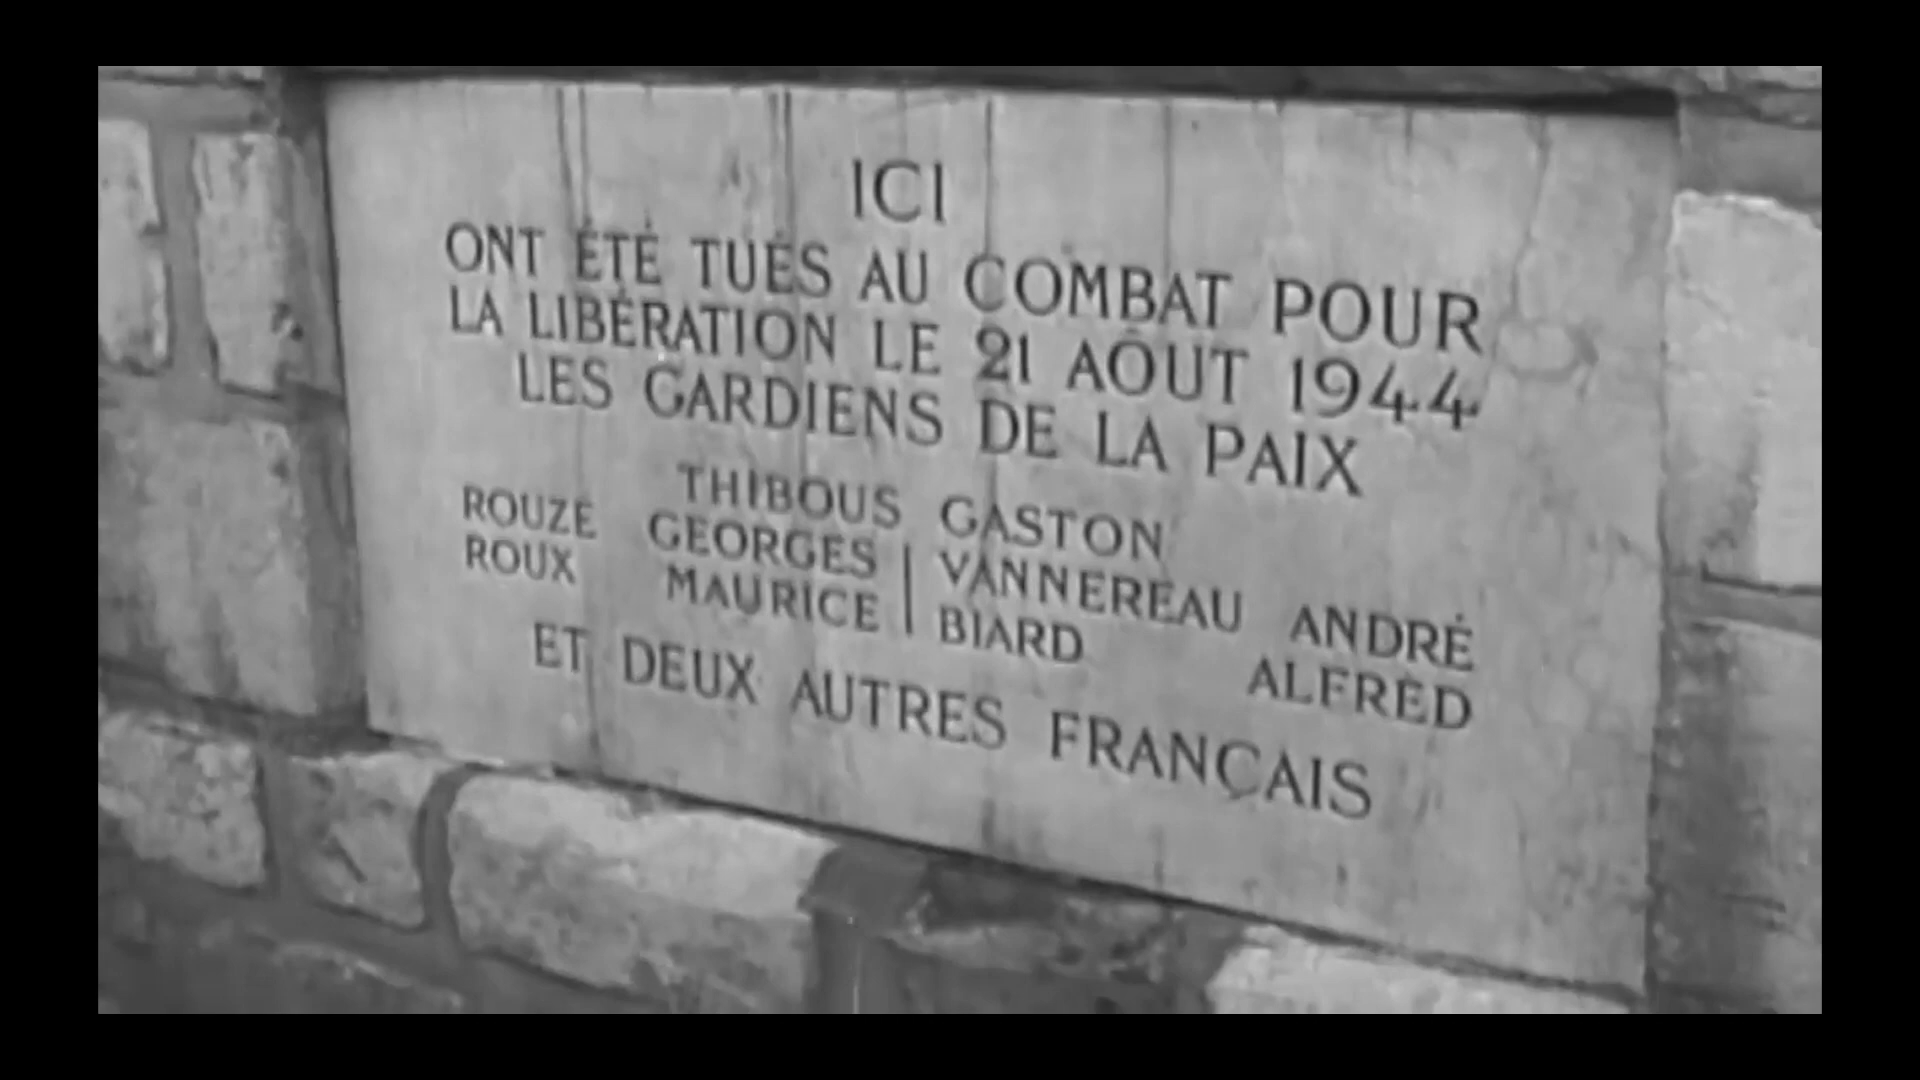 ICI
ONT ÉTÉ TUÉS AU COMBAT POUR
LA LIBÉRATION LE 21 AOÛT 1944
LES GARDIENS DE LA PAIX
THIBOUS GASTON
ROUZE GEORGES | VANNEREAU ANDRÉ
ROUX MAURICE | BIARD ALFRED
ET DEUX AUTRES FRANÇAIS